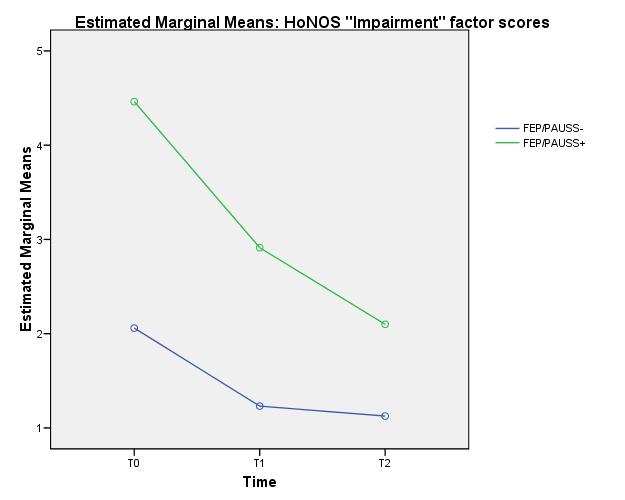 Estimated Marginal Means: HoNOS "Impairment" factor scores
Estimated Marginal Means
5
4
3
2
1
T0
T1
T2
Time
FEP/PAUSS-
FEP/PAUSS+